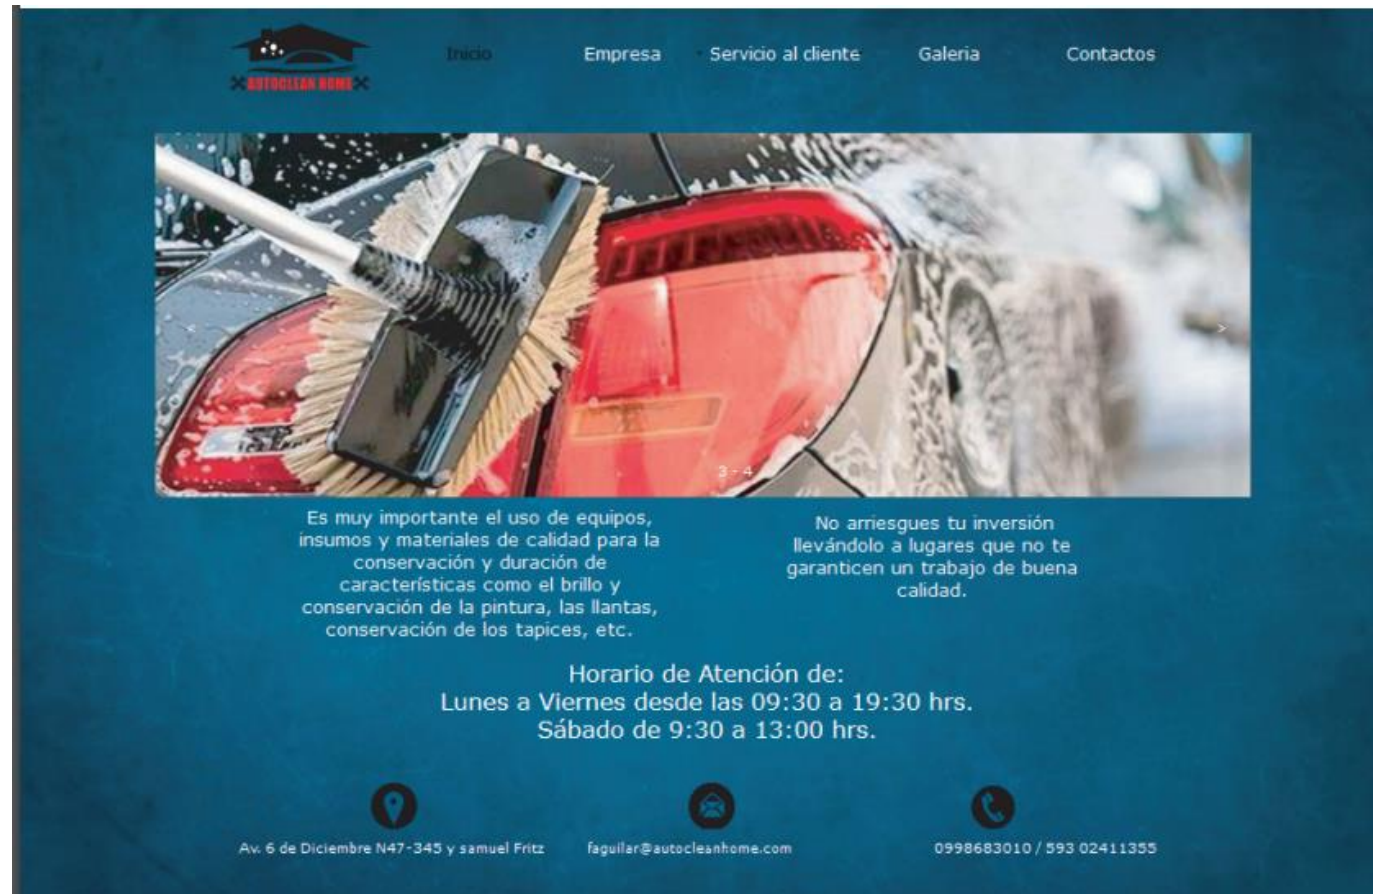 AUTOCLEAN HOME
Inicio
Empresa
Servicio al cliente
Galeria
Contactos
>
3 - 4
Es muy importante el uso de equipos,
insumos y materiales de calidad para la
conservación y duración de
características como el brillo y
conservación de la pintura, las llantas,
conservación de los tapices, etc.
No arriesgues tu inversión
llevándolo a lugares que no te
garanticen un trabajo de buena
calidad.
Horario de Atención de:
Lunes a Viernes desde las 09:30 a 19:30 hrs.
Sábado de 9:30 a 13:00 hrs.
Av. 6 de Diciembre N47-345 y samuel Fritz
faguilar@autocleanhome.com
0998683010 / 593 02411355